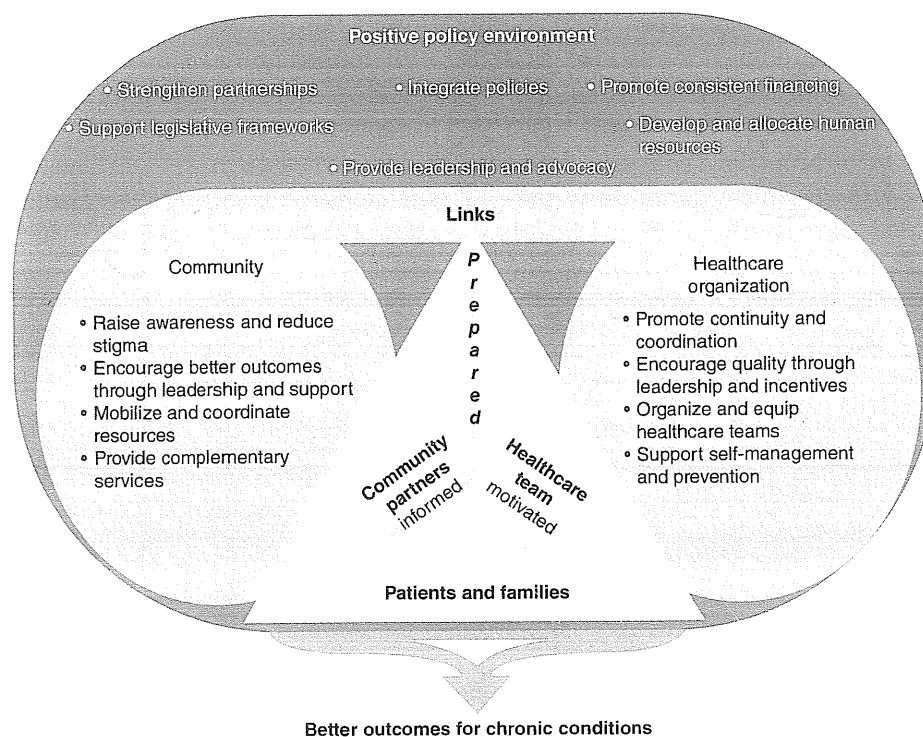 Positive policy environment
• Strengthen partnerships
• Integrate policies
• Promote consistent financing
• Support legislative frameworks
• Develop and allocate human
resources
• Provide leadership and advocacy
Links
Community
• Raise awareness and reduce
stigma
• Encourage better outcomes
through leadership and support
• Mobilize and coordinate
resources
• Provide complementary
services
Prepared
Healthcare
organization
• Promote continuity and
coordination
• Encourage quality through
leadership and incentives
• Organize and equip
healthcare teams
• Support self-management
and prevention
Community
partners
informed
Healthcare
team
motivated
Patients and families
Better outcomes for chronic conditions